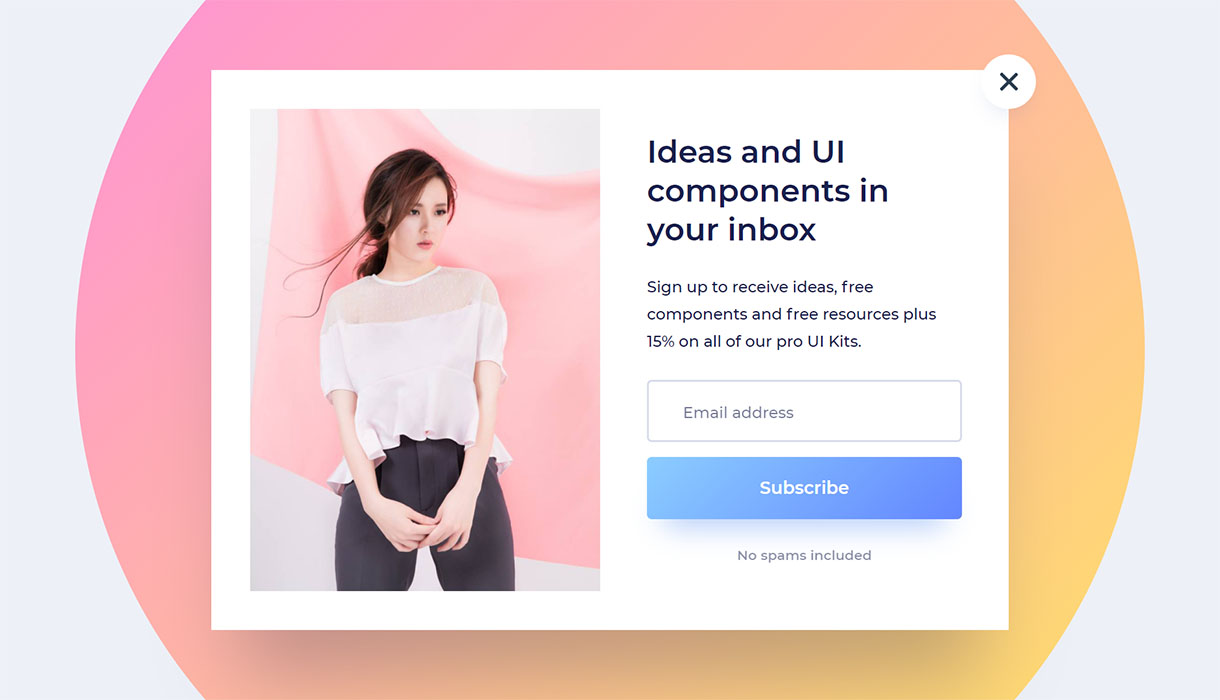 Ideas and UI
components in
your inbox
Sign up to receive ideas, free
components and free resources plus
15% on all of our pro UI Kits.
Email address
Subscribe
No spams included